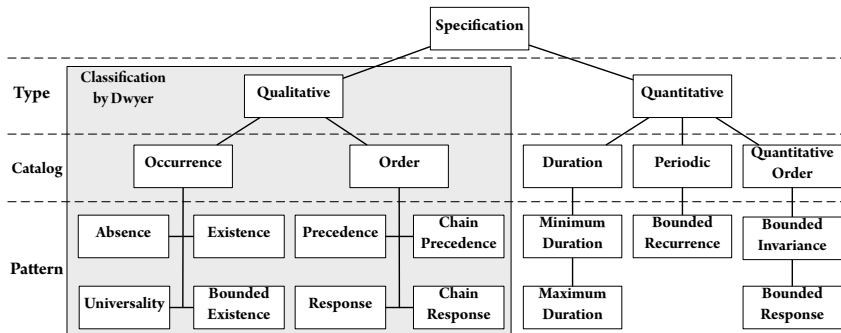 Specification
Classification
by Dwyer
Type
Qualitative
Quantitative
Catalog
Occurrence
Order
Duration
Periodic
Quantitative
Order
Pattern
Absence
Existence
Precedence
Chain
Precedence
Minimum
Duration
Bounded
Recurrence
Bounded
Invariance
Universality
Bounded
Existence
Response
Chain
Response
Maximum Duration
Bounded
Response